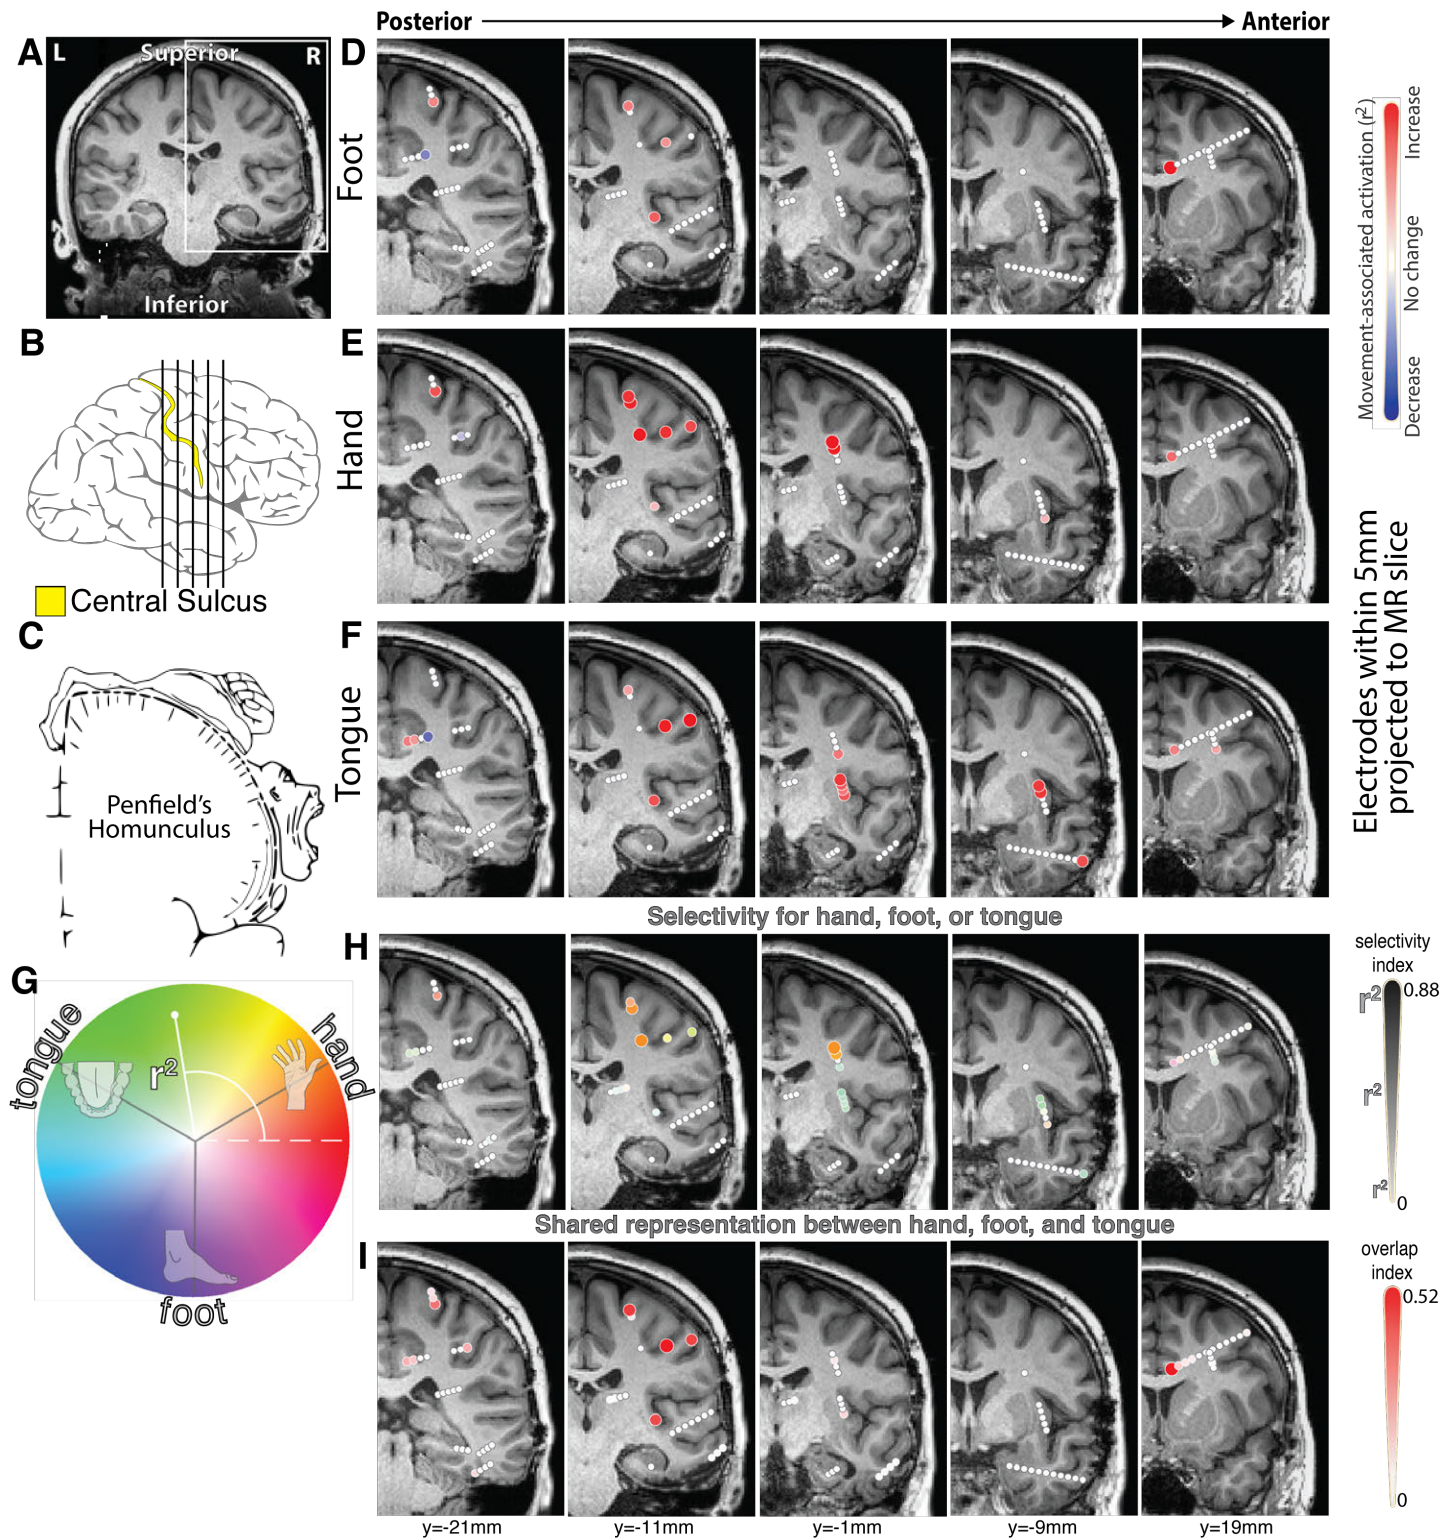 Posterior
Anterior
A
L
Superior
R
Inferior
D
Foot
Movement-associated activation (r²)
Increase
No change
Decrease
B
Central Sulcus
E
Hand
Electrodes within 5mm
projected to MR slice
C
Penfield's
Homunculus
F
Tongue
Selectivity for hand, foot, or tongue
G
tongue
hand
r²
foot
H
selectivity
index
r²
0.88
r²
r²
0
Shared representation between hand, foot, and tongue
I
overlap
index
0.52
0
y=-21mm
y=-11mm
y=-1mm
y=-9mm
y=19mm